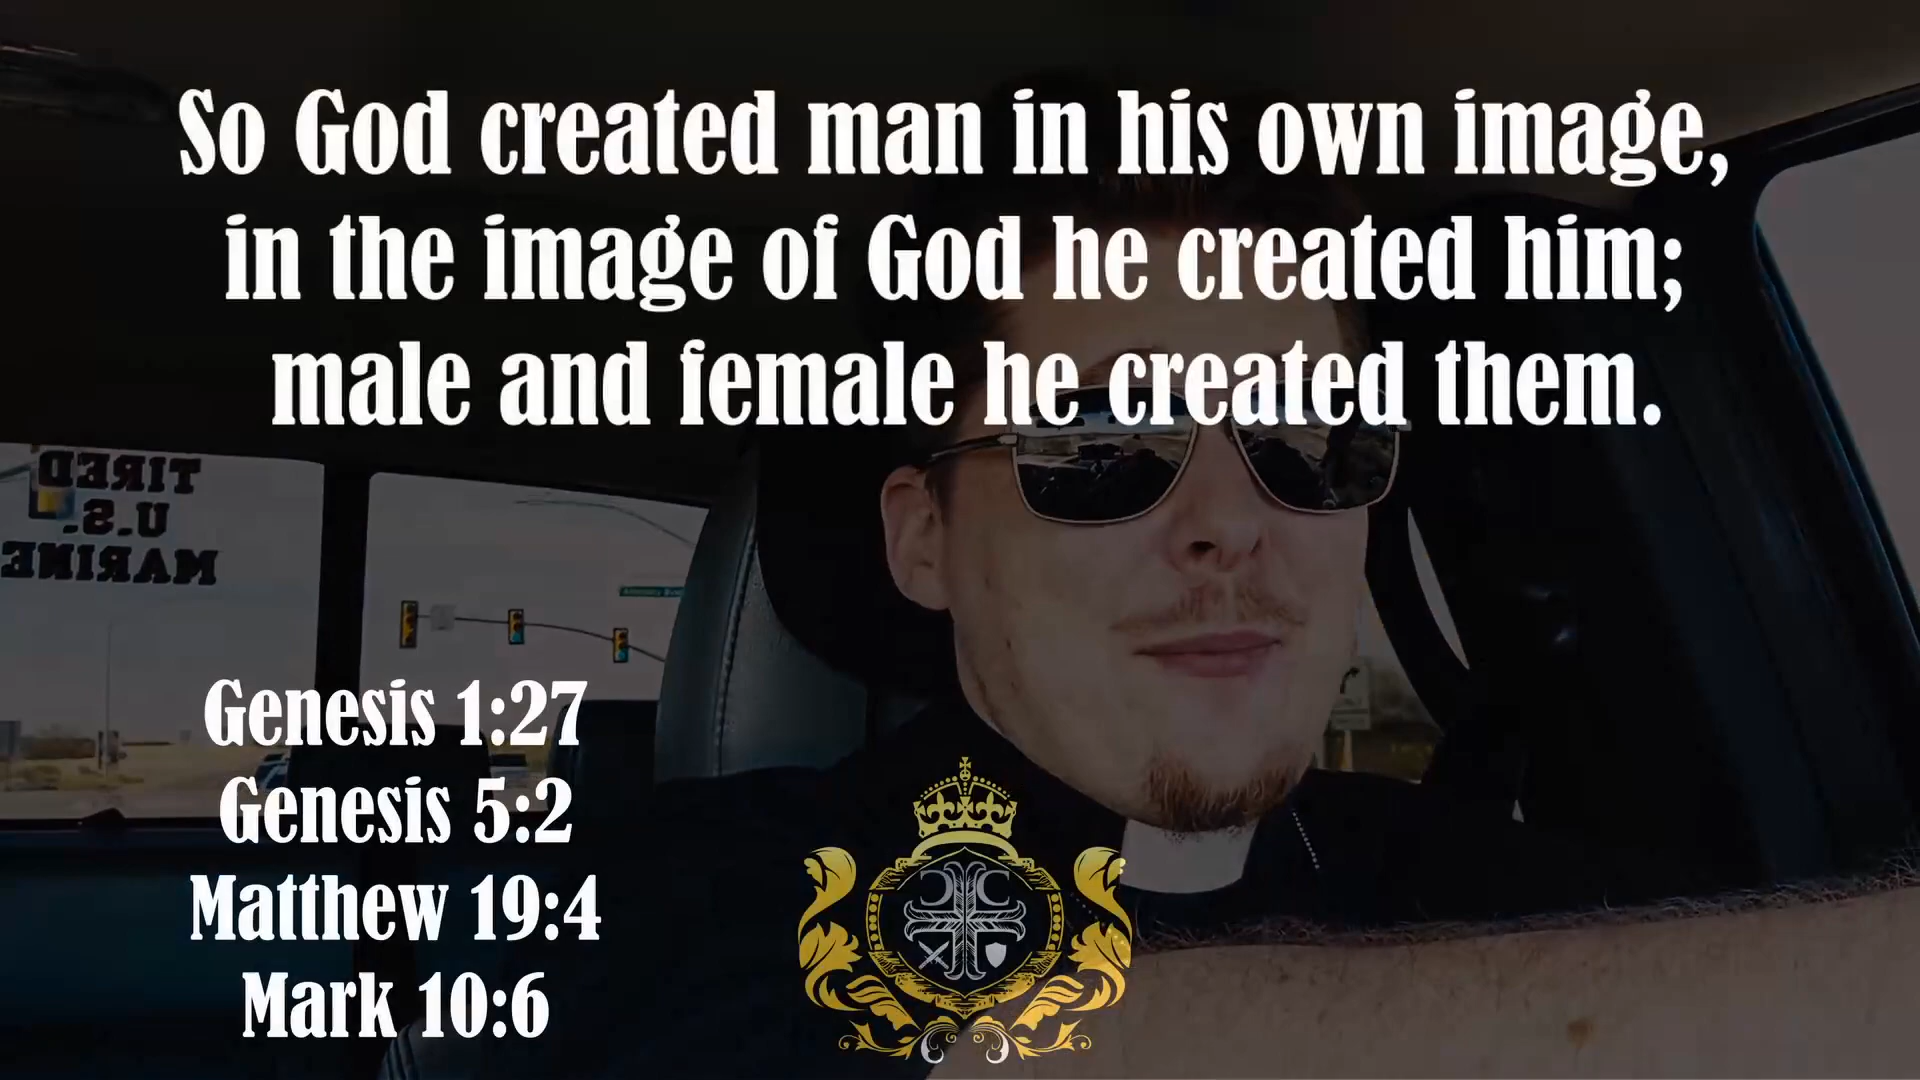 So God created man in his own image,
in the image of God he created him;
male and female he created them.
TIRED
U.S.
MARINE
Genesis 1:27
Genesis 5:2
Matthew 19:4
Mark 10:6